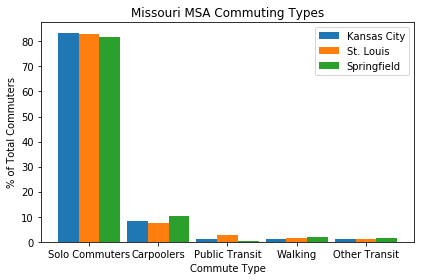 Missouri MSA Commuting Types
Kansas City
St. Louis
Springfield
% of Total Commuters
80
70
60
50
40
30
20
10
0
Solo Commuters Carpoolers Public Transit Walking Other Transit
Commute Type